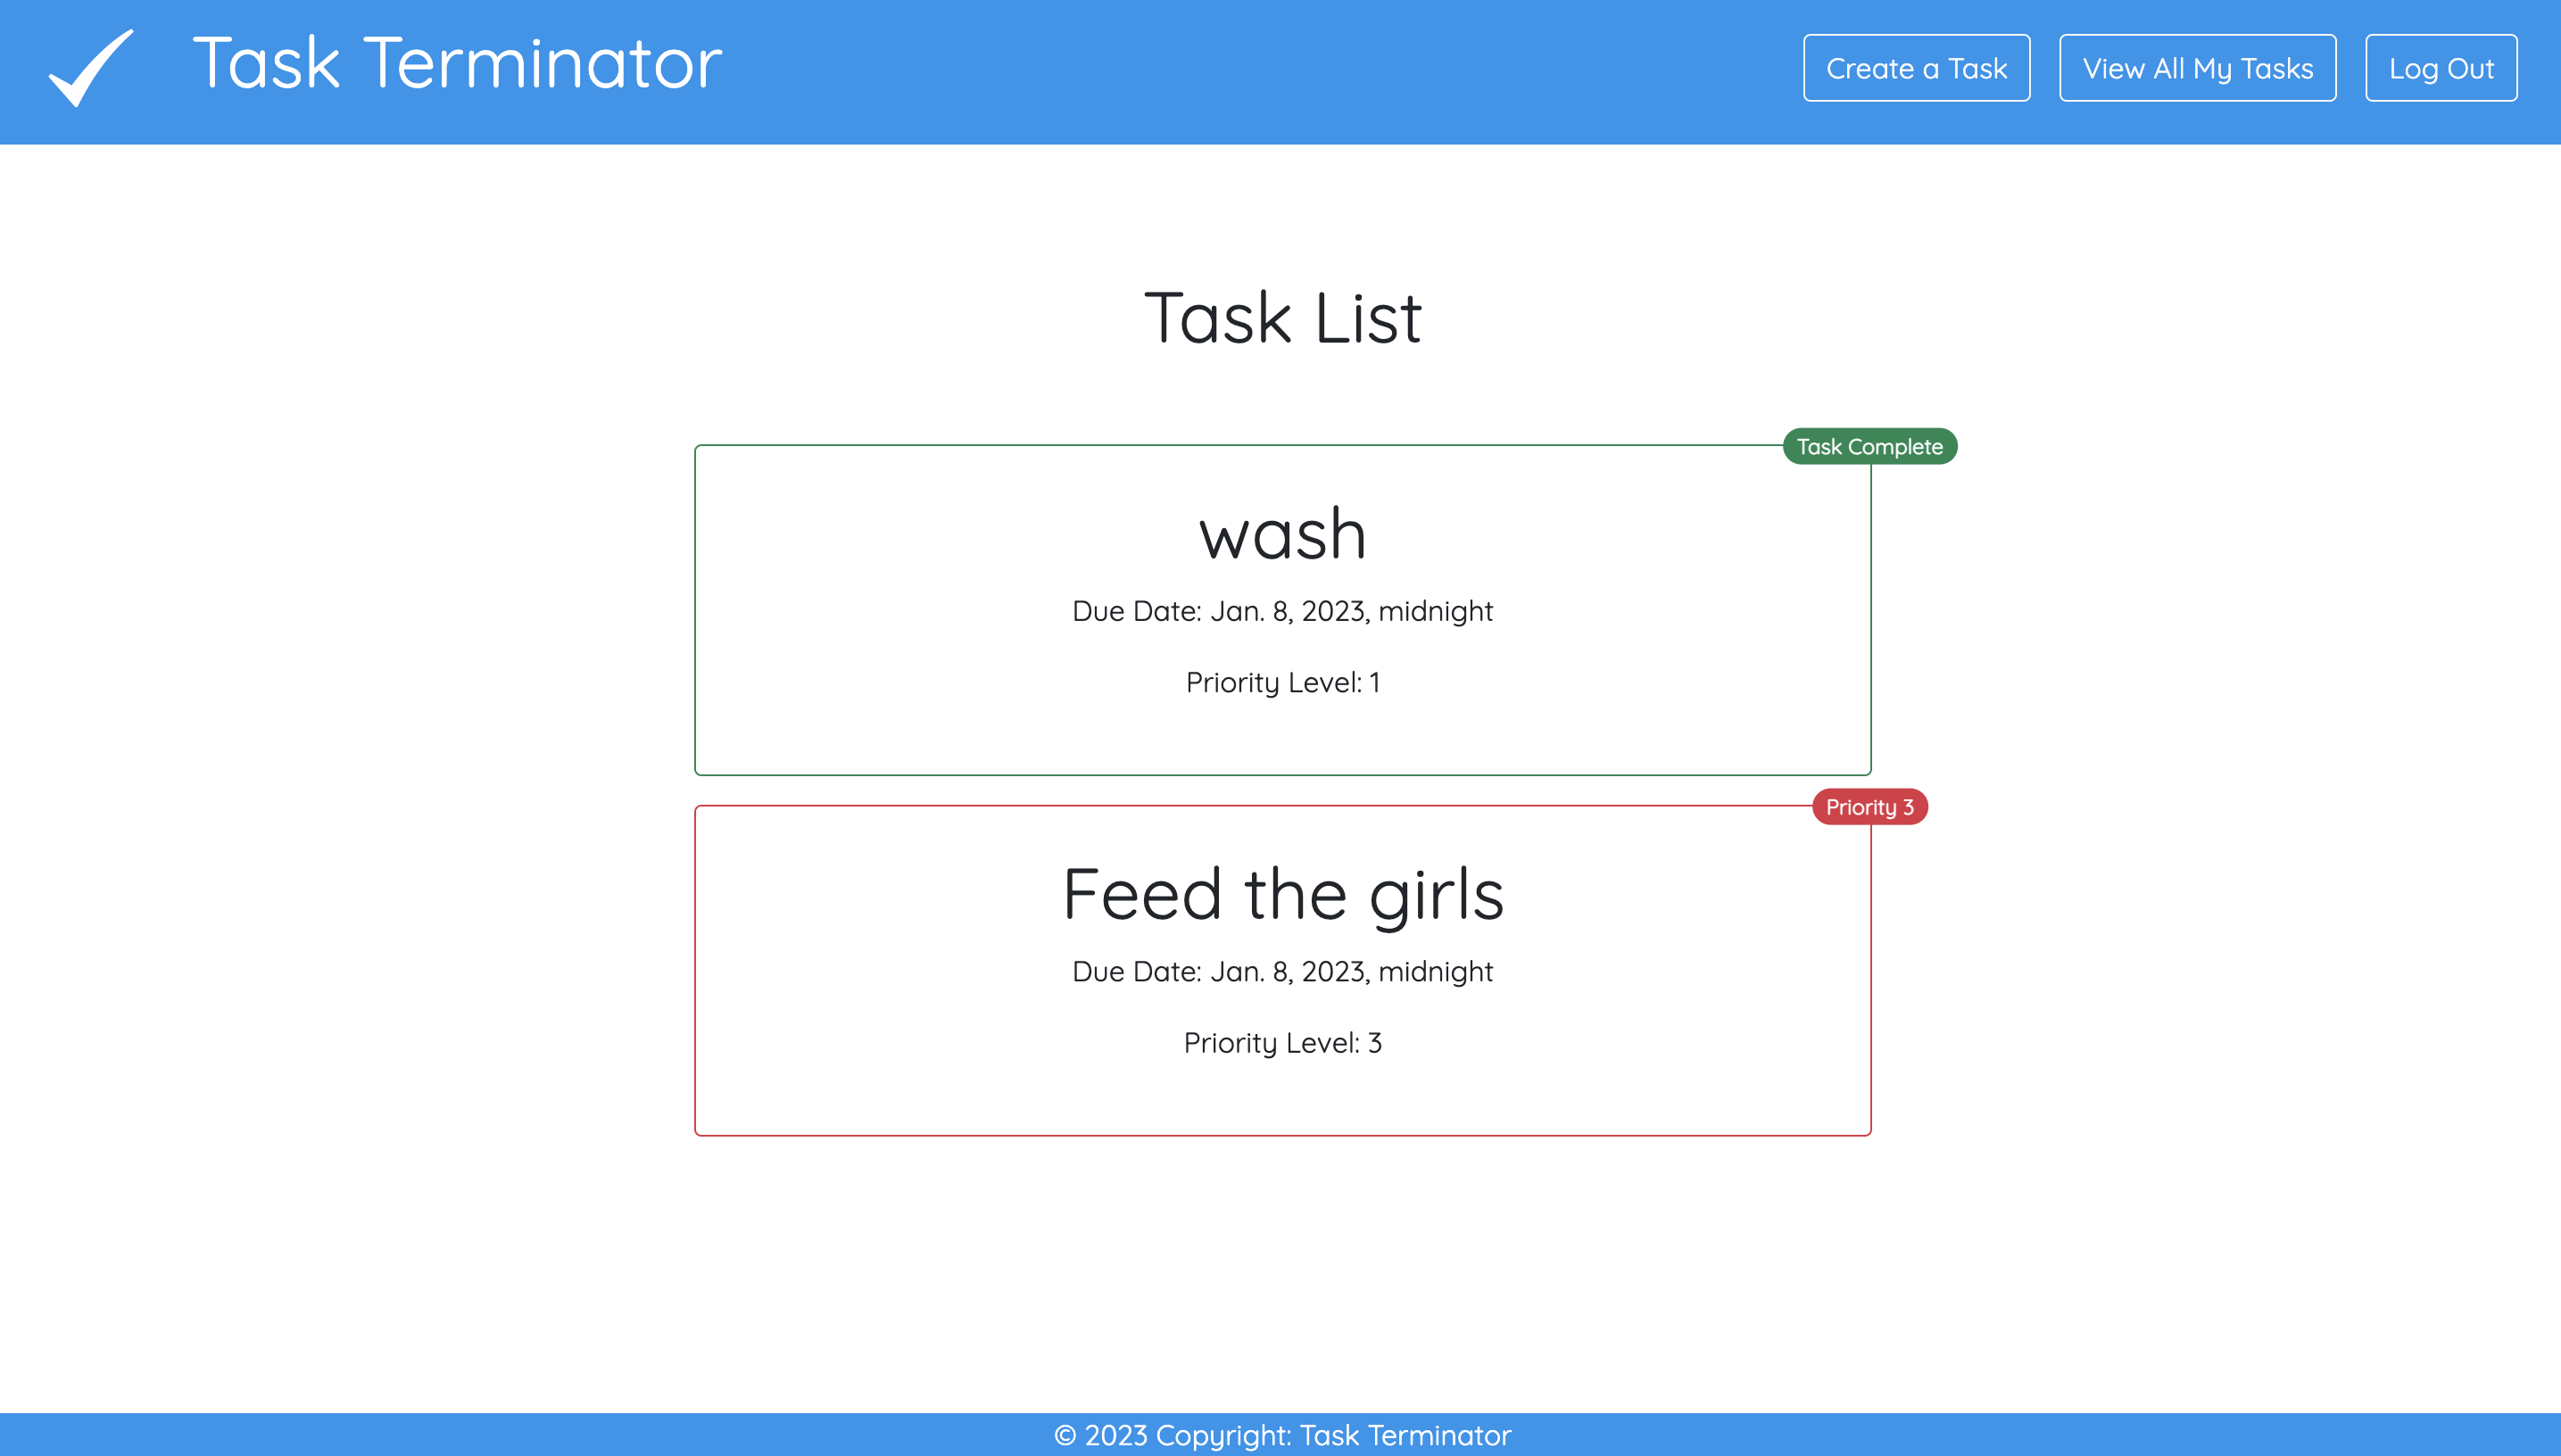 Task Terminator
Create a Task
View All My Tasks
Log Out
Task List
Task Complete
wash
Due Date: Jan. 8, 2023, midnight
Priority Level: 1
Priority 3
Feed the girls
Due Date: Jan. 8, 2023, midnight
Priority Level: 3
© 2023 Copyright: Task Terminator